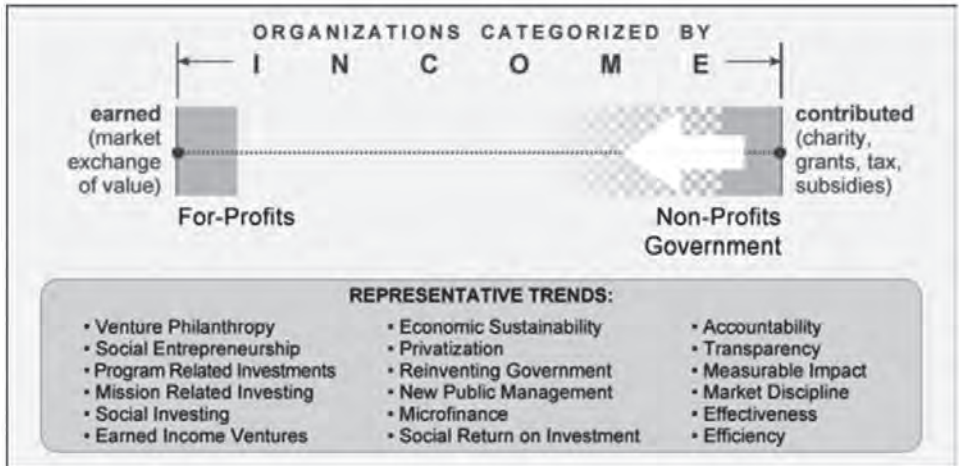 ORGANIZATIONS CATEGORIZED BY
I N C O M E
earned
(market
exchange
of value)
contributed
(charity,
grants, tax,
subsidies)
For-Profits
Non-Profits
Government
REPRESENTATIVE TRENDS:
• Venture Philanthropy
• Social Entrepreneurship
• Program Related Investments
• Mission Related Investing
• Social Investing
• Earned Income Ventures
• Economic Sustainability
• Privatization
• Reinventing Government
• New Public Management
• Microfinance
• Social Return on Investment
• Accountability
• Transparency
• Measurable Impact
• Market Discipline
• Effectiveness
• Efficiency